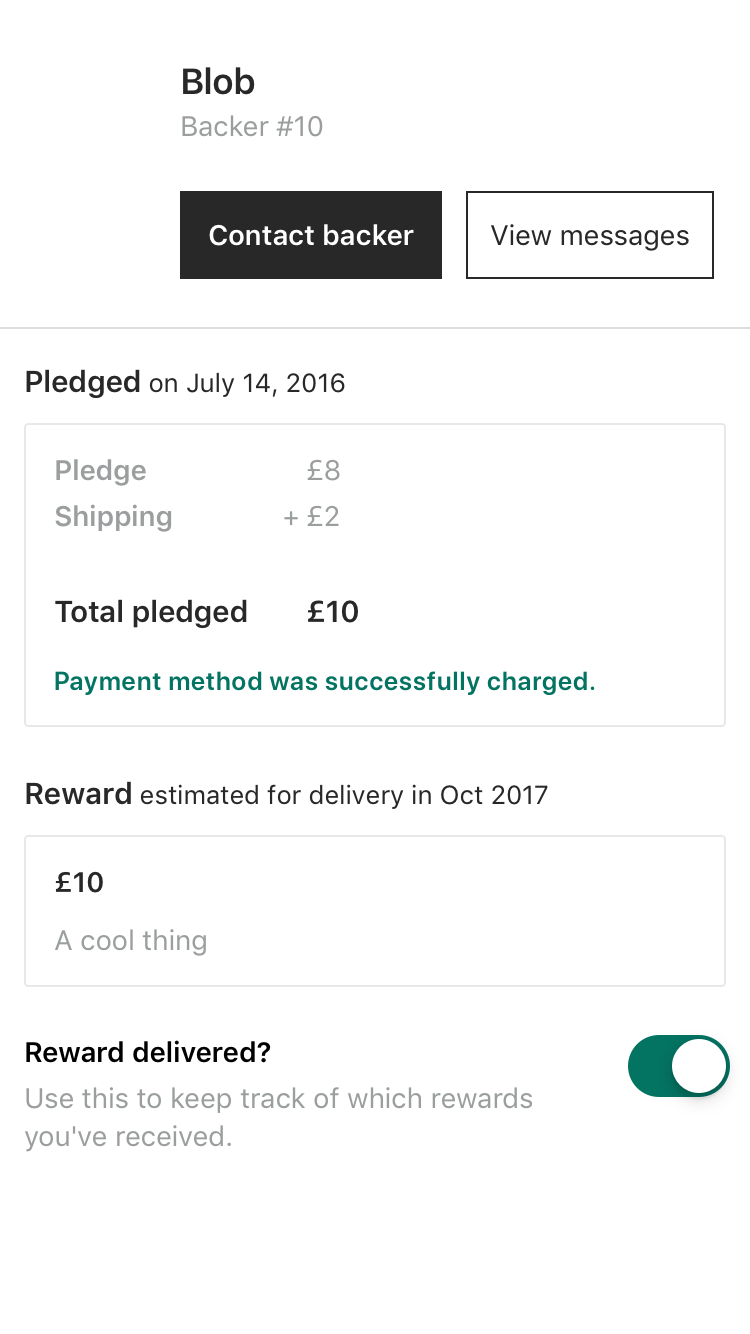 Blob
Backer #10
Contact backer
View messages
Pledged on July 14, 2016
Pledge £8
Shipping + £2
Total pledged £10
Payment method was successfully charged.
Reward estimated for delivery in Oct 2017
£10
A cool thing
Reward delivered?
Use this to keep track of which rewards
you've received.